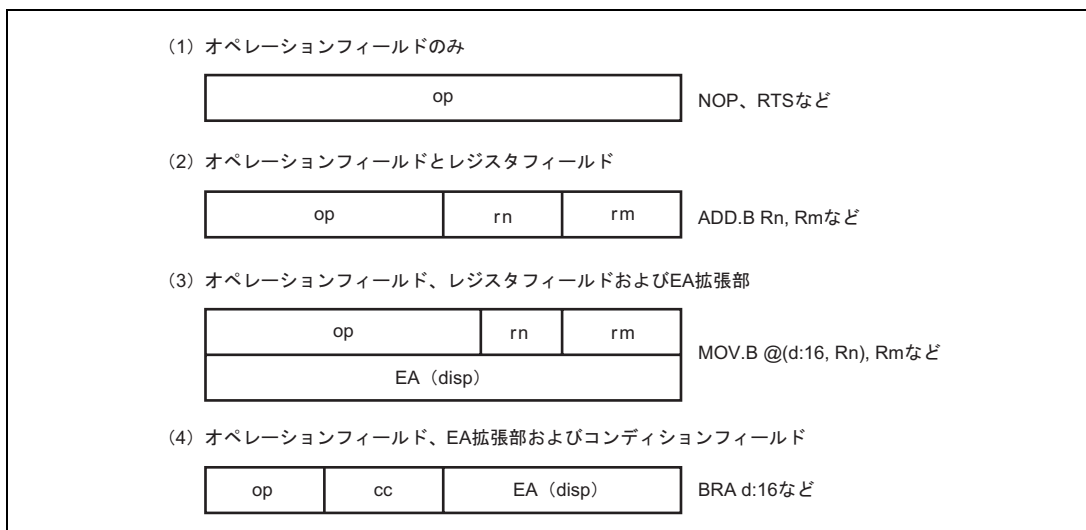 (1) オペレーションフィールドのみ
op
NOP、RTSなど
(2) オペレーションフィールドとレジスタフィールド
op rn rm
ADD.B Rn, Rmなど
(3) オペレーションフィールド、レジスタフィールドおよびEA拡張部
op rn rm
EA（disp）
MOV.B @(d:16, Rn), Rmなど
(4) オペレーションフィールド、EA拡張部およびコンディションフィールド
op cc EA（disp）
BRA d:16など